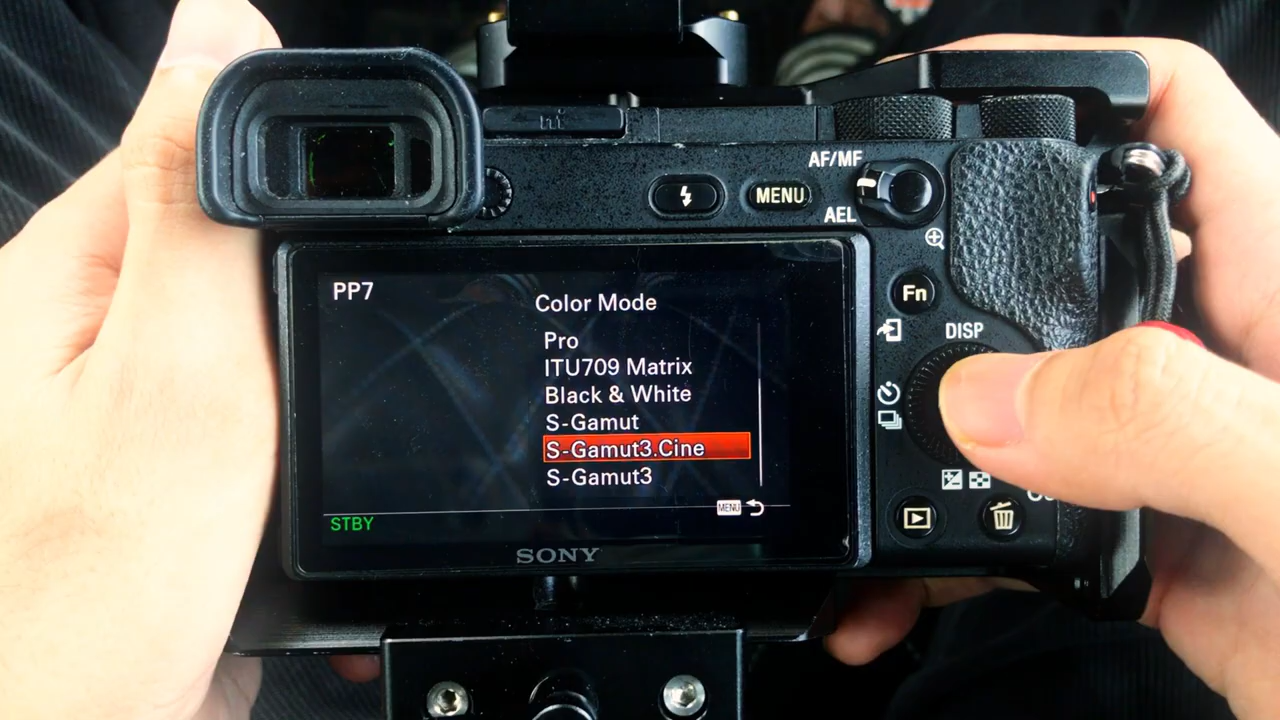 AF/MF
MENU
AEL
Fn
DISP
PP7
Color Mode
Pro
ITU709 Matrix
Black & White
S-Gamut
S-Gamut3.Cine
S-Gamut3
MENU
STBY
SONY